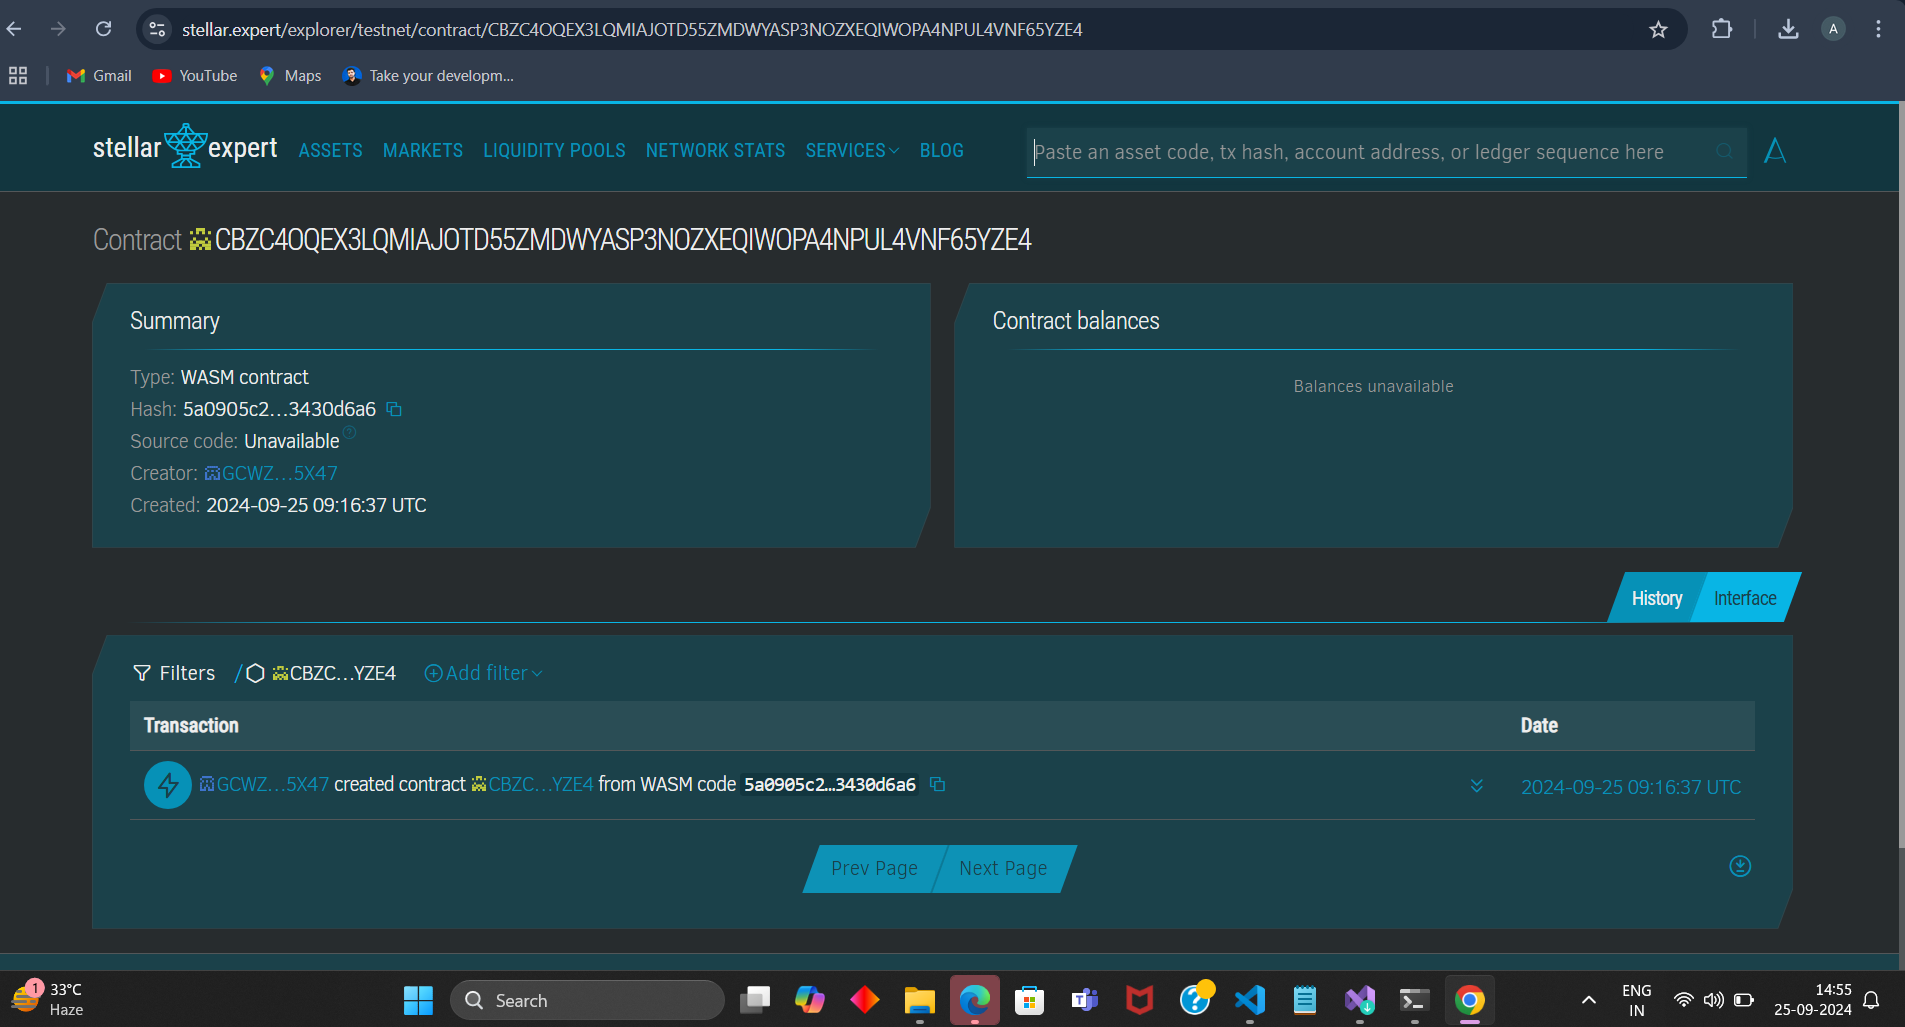 stellar.expert/explorer/testnet/contract/CBZC4OQEX3LQMIAJOTD55ZMDWYASP3NOZXEQIWOPA4NPUL4VNF65YZE4
A
Gmail
YouTube
Maps
Take your developm...
stellar expert
ASSETS
MARKETS
LIQUIDITY POOLS
NETWORK STATS
SERVICES
BLOG
Paste an asset code, tx hash, account address, or ledger sequence here
Contract CBZC4OQEX3LQMIAJOTD55ZMDWYASP3NOZXEQIWOPA4NPUL4VNF65YZE4
Summary
Type: WASM contract
Hash: 5a0905c2...3430d6a6
Source code: Unavailable
Creator: GCWZ...5X47
Created: 2024-09-25 09:16:37 UTC
Contract balances
Balances unavailable
History
Interface
Filters / CBZC...YZE4 Add filter
Transaction
Date
GCWZ...5X47 created contract CBZC...YZE4 from WASM code 5a0905c2...3430d6a6
2024-09-25 09:16:37 UTC
Prev Page
Next Page
1
33°C
Haze
Search
ENG
IN
14:55
25-09-2024